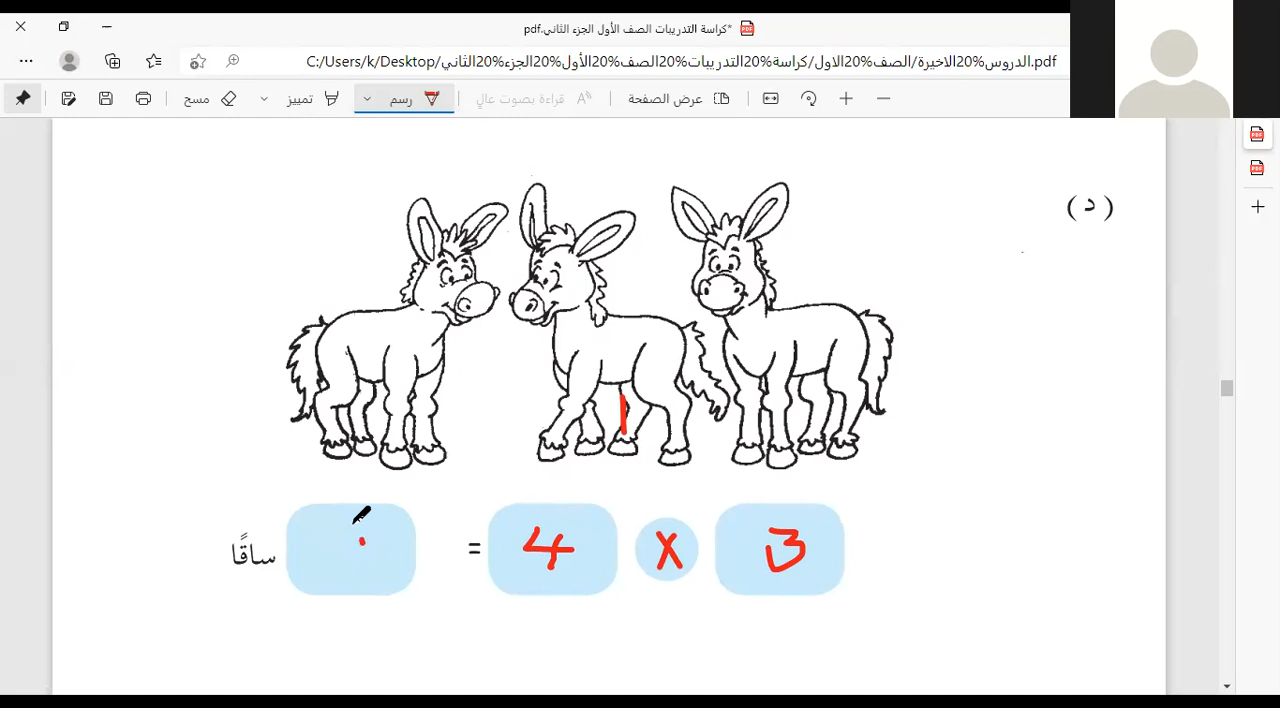 كراسة التدريبات الصف الأول الجزء الثاني.pdf*
C:/Users/k/Desktop/الدروس%20الاخيرة/الصف%20الاول/كراسة%20التدريبات%20الصف%20الأول%20الجزء%20الثاني.pdf
عرض الصفحة قراءة بصوت عالٍ رسم تمييز مسح
(د)
3 X 4 = ساقًا